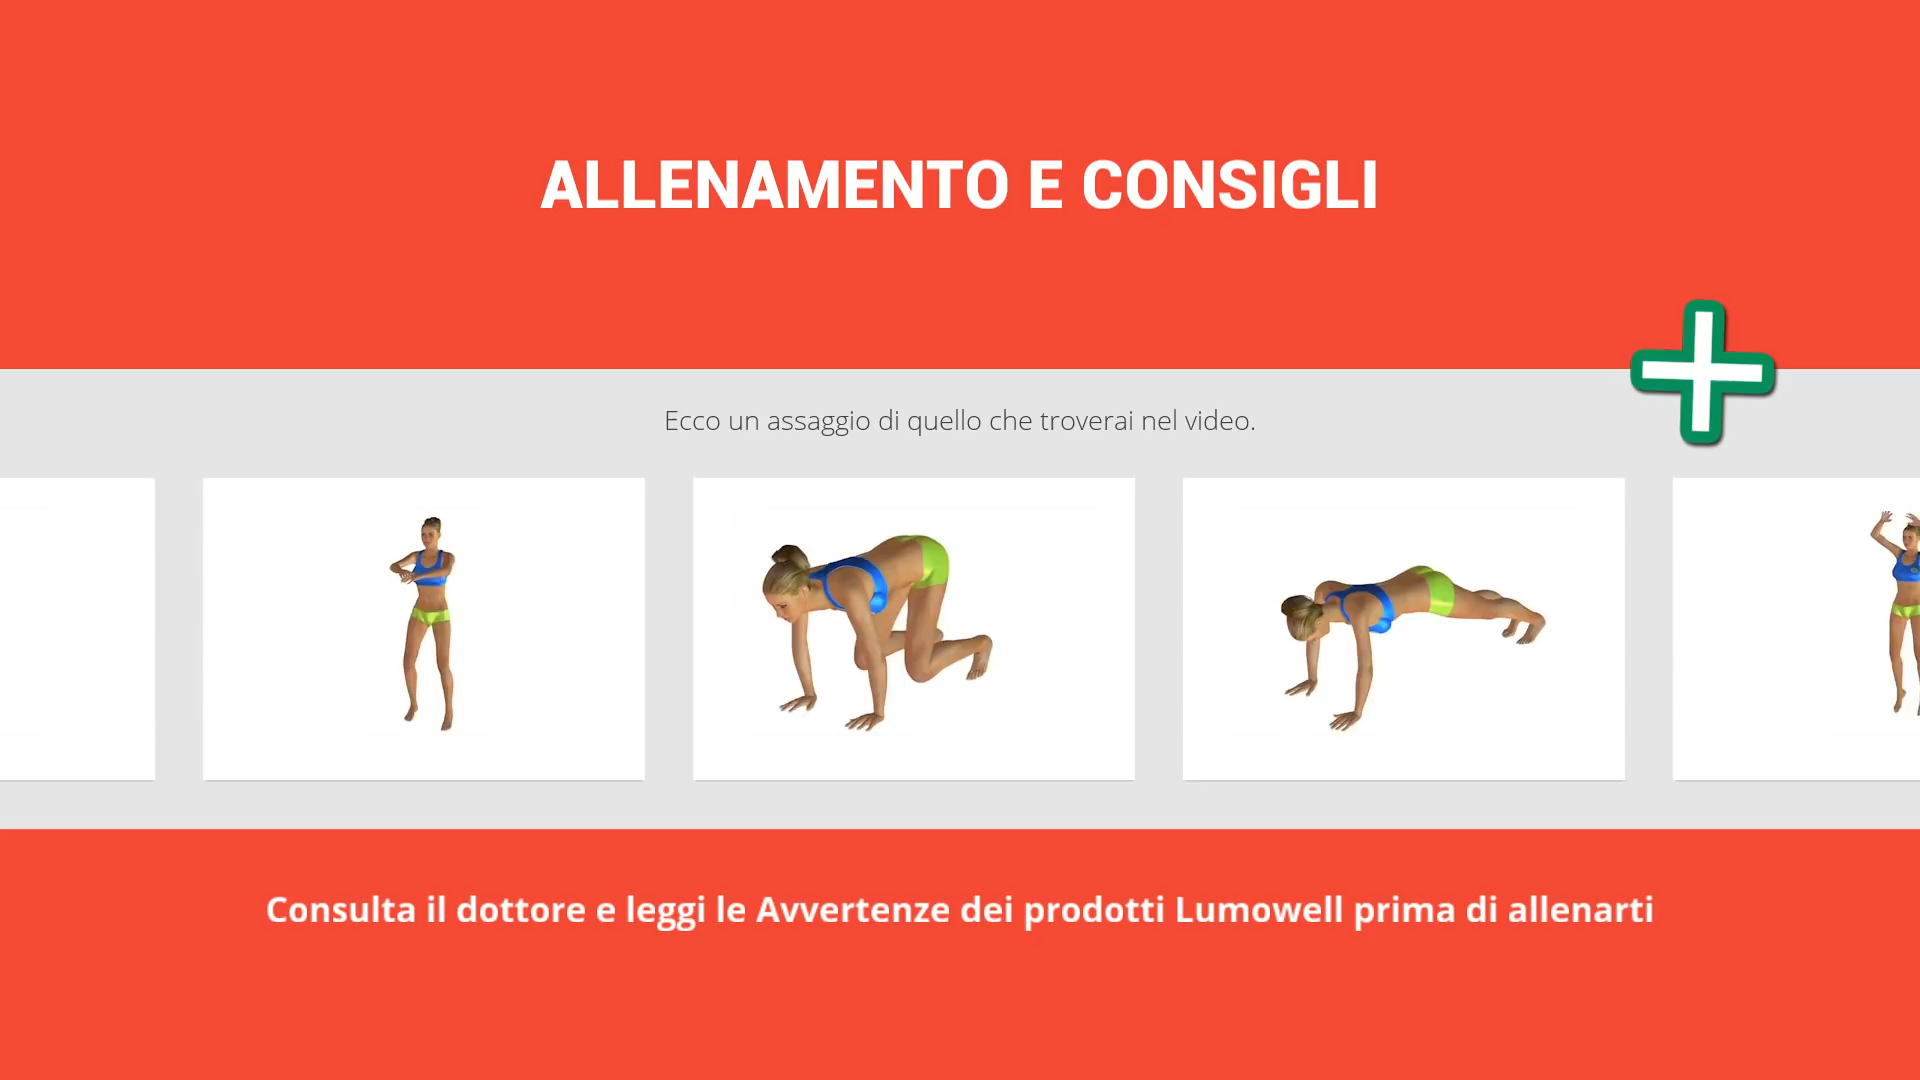 ALLENAMENTO E CONSIGLI
Ecco un assaggio di quello che troverai nel video.
Consulta il dottore e leggi le Avvertenze dei prodotti Lumowell prima di allenarti